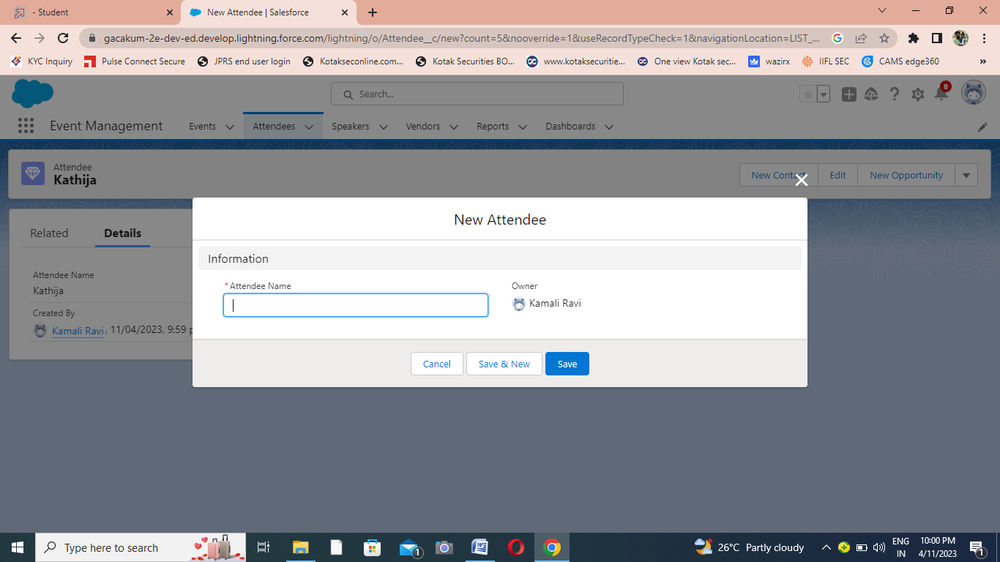 - Student
New Attendee | Salesforce
gacakum-2e-dev-ed.develop.lightning.force.com/lightning/o/Attendee__c/new?count=5&nooverride=1&useRecordTypeCheck=1&navigationLocation=LIST_...
KYC Inquiry
Pulse Connect Secure
JPRS end user login
Kotakseconline.com...
Kotak Securities BO...
www.kotaksecuritie...
One view Kotak sec...
wazirx
IIFL SEC
CAMS edge360
»
Search...
8
Event Management
Events
Attendees
Speakers
Vendors
Reports
Dashboards
Attendee
Kathija
New Contact
Edit
New Opportunity
New Attendee
Related
Details
Information
Attendee Name
Kathija
*Attendee Name
Owner
Kamali Ravi
Created By
Kamali Ravi, 11/04/2023, 9:59 p
Cancel
Save & New
Save
Type here to search
1
26°C Partly cloudy
ENG
IN
10:00 PM
4/11/2023
1